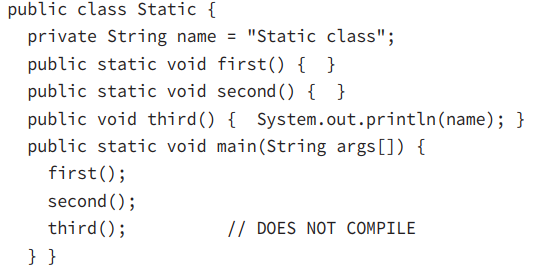 public class Static {
  private String name = "Static class";
  public static void first() {  }
  public static void second() {  }
  public void third() {  System.out.println(name); }
  public static void main(String args[]) {
    first();
    second();
    third();          // DOES NOT COMPILE
  } }